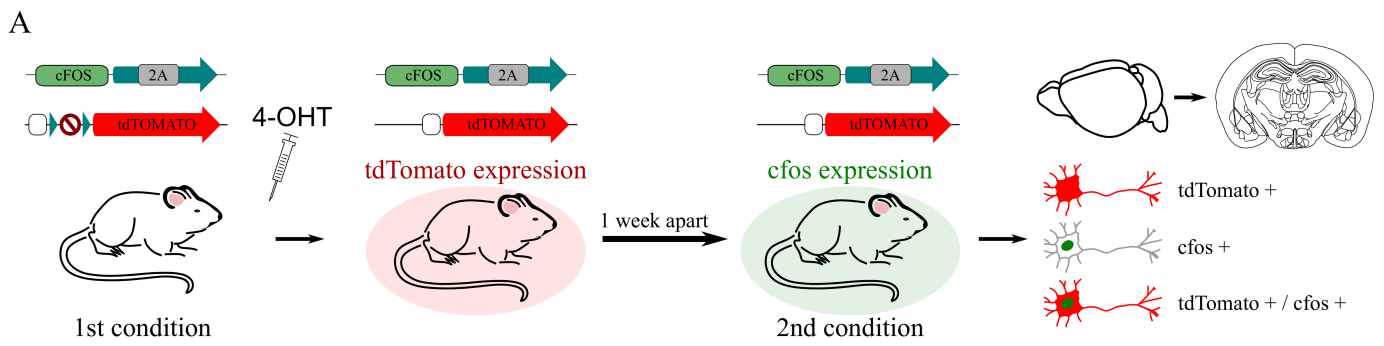 A
cFOS 2A
tdTOMATO
4-OHT
1st condition
cFOS 2A
tdTOMATO
tdTomato expression
1 week apart
cFOS 2A
tdTOMATO
cfos expression
2nd condition
tdTomato +
cfos +
tdTomato + / cfos +